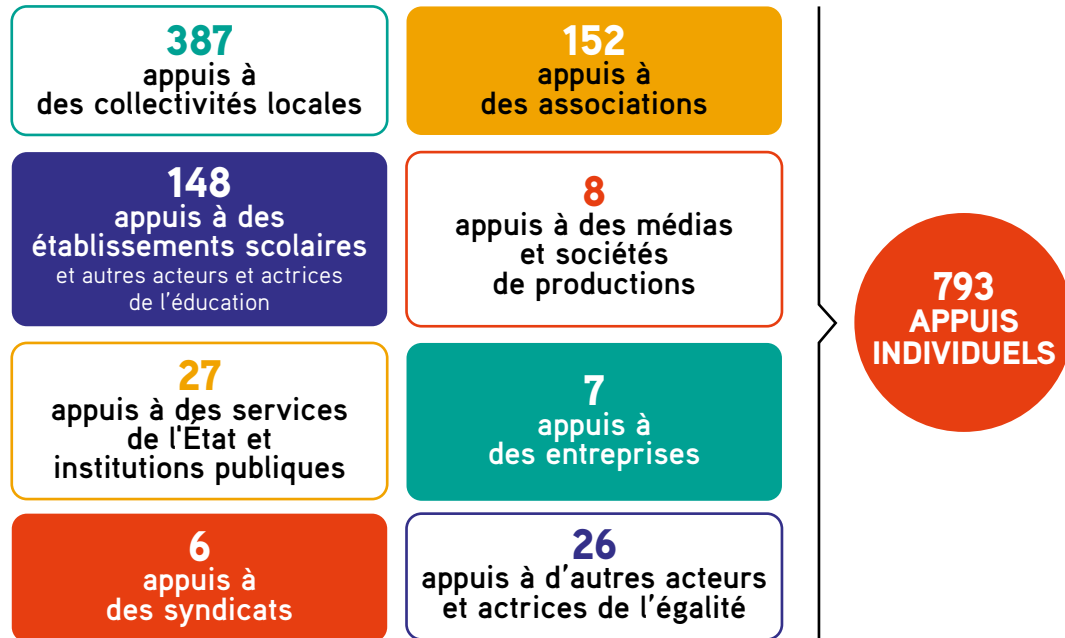 387
appuis à
des collectivités locales
152
appuis à
des associations
148
appuis à des
établissements scolaires
et autres acteurs et actrices
de l'éducation
8
appuis à des médias
et sociétés
de productions
27
appuis à des services
de l'État et
institutions publiques
7
appuis à
des entreprises
6
appuis à
des syndicats
26
appuis à d'autres acteurs
et actrices de l'égalité
793
APPUIS
INDIVIDUELS